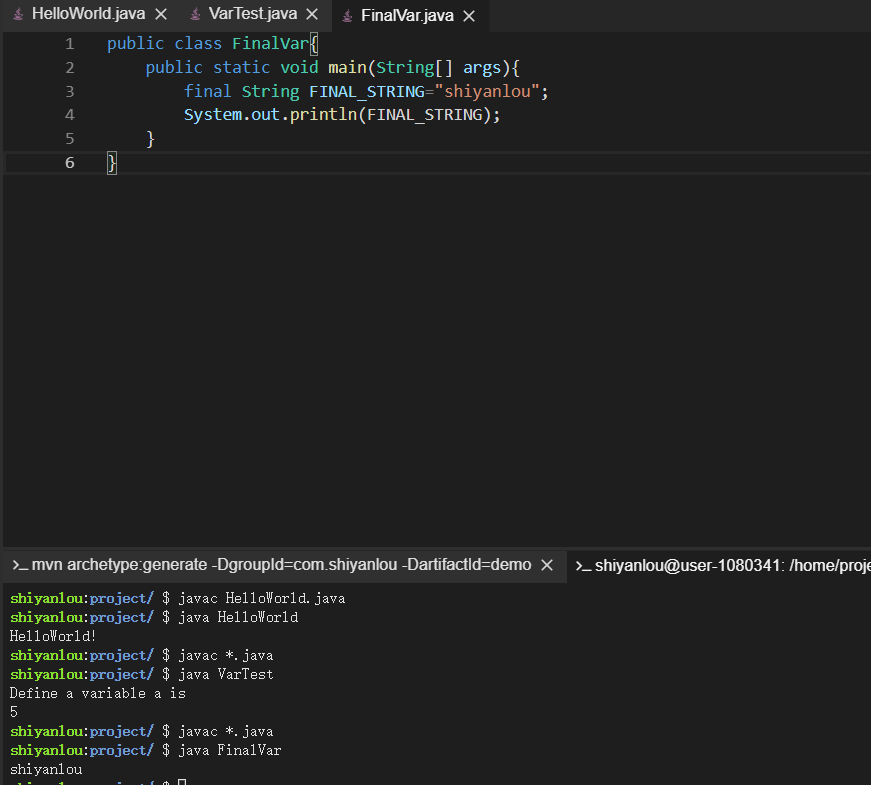 HelloWorld.java VarTest.java FinalVar.java
1 public class FinalVar{
2 public static void main(String[] args){
3 final String FINAL_STRING="shiyanlou";
4 System.out.println(FINAL_STRING);
5 }
6 }
mvn archetype:generate -DgroupId=com.shiyanlou -DartifactId=demo shiyanlou@user-1080341: /home/proje
shiyanlou:project/ $ javac HelloWorld.java
shiyanlou:project/ $ java HelloWorld
HelloWorld!
shiyanlou:project/ $ javac *.java
shiyanlou:project/ $ java VarTest
Define a variable a is
5
shiyanlou:project/ $ javac *.java
shiyanlou:project/ $ java FinalVar
shiyanlou